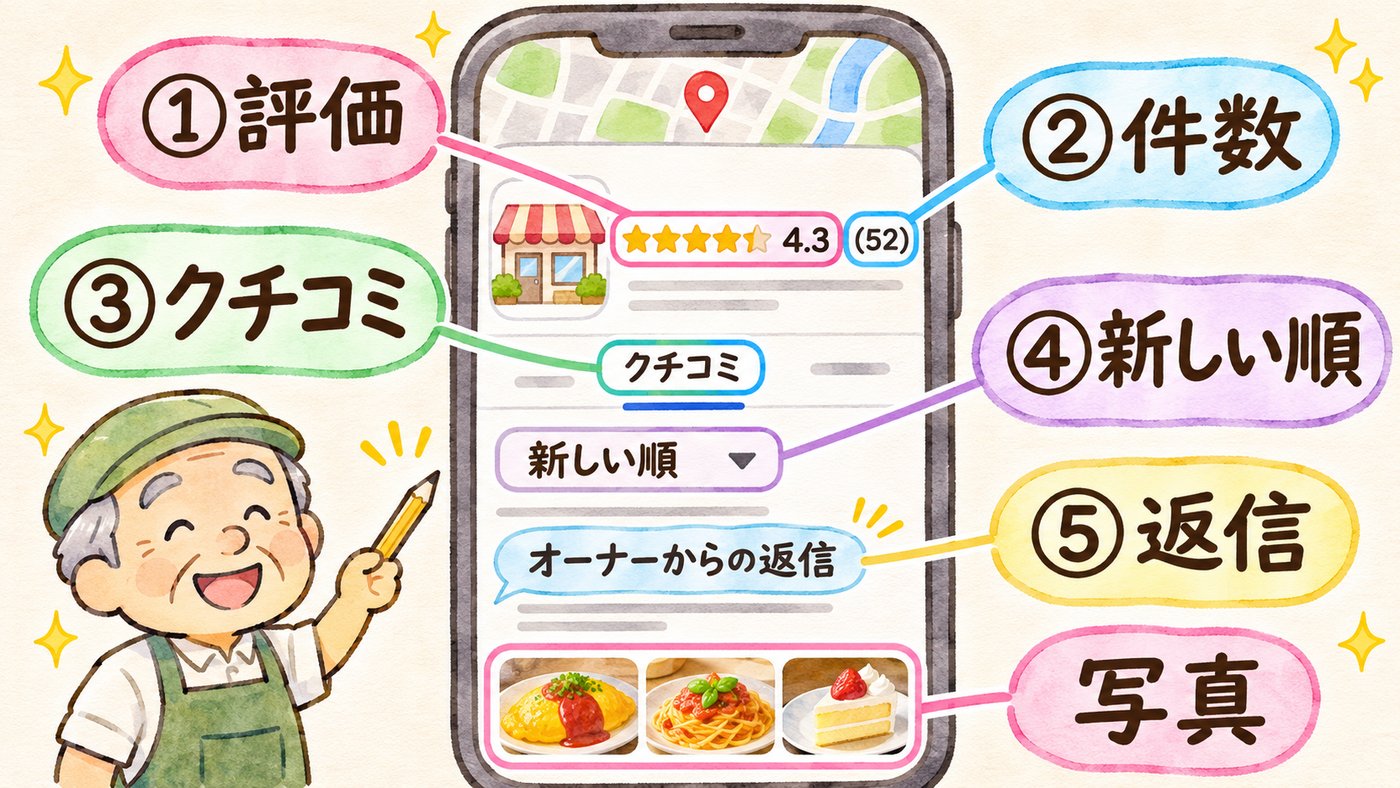 ①評価
②件数
4.3
(52)
③クチコミ
クチコミ
④新しい順
新しい順
⑤返信
オーナーからの返信
写真